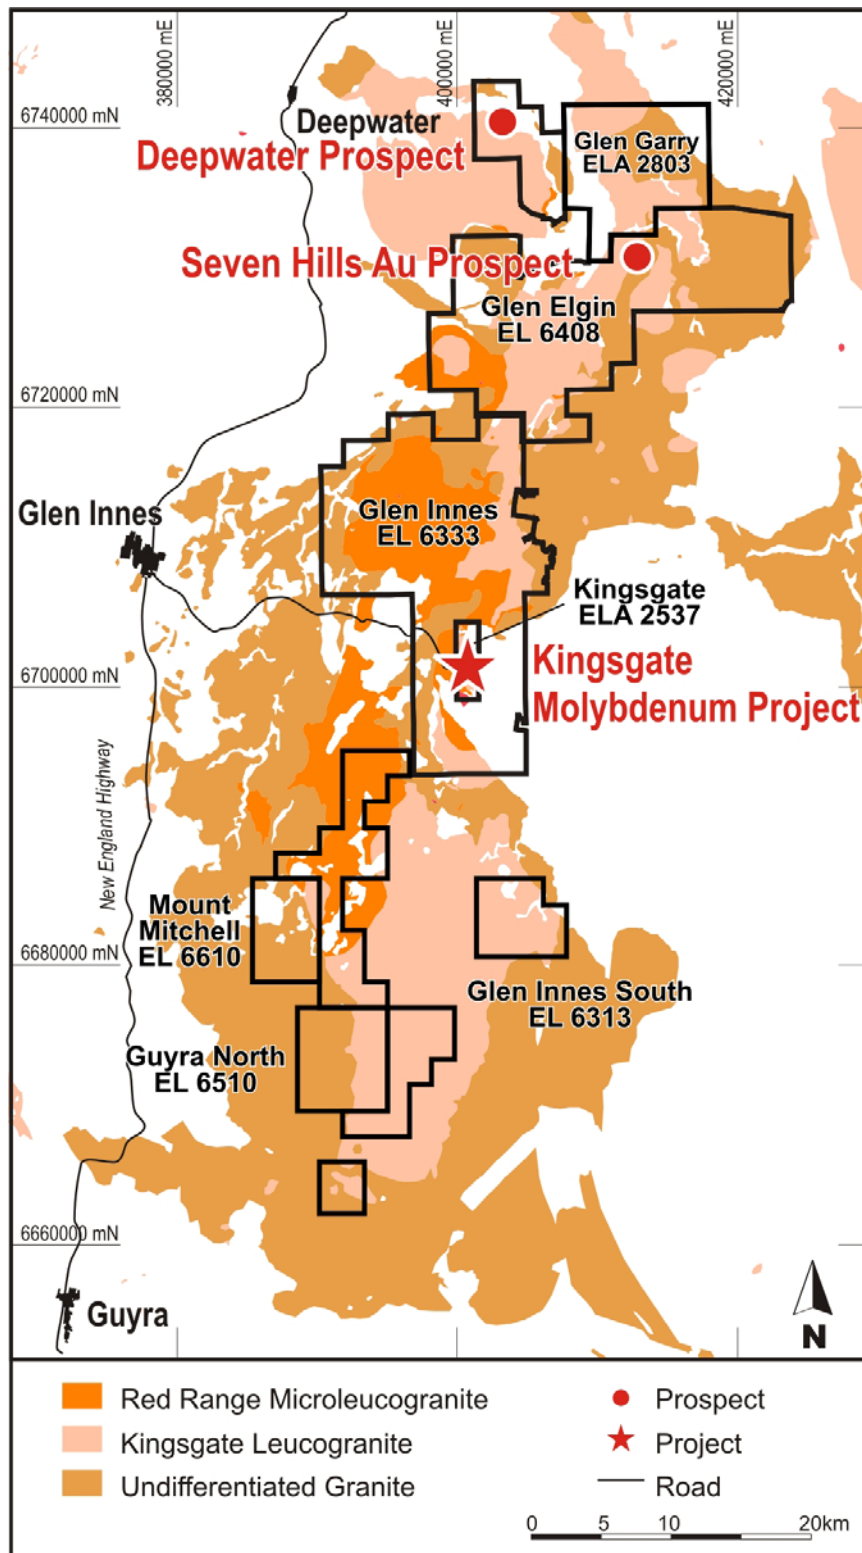 380000 mE
400000 mE
420000 mE
6740000 mN
Deepwater
Deepwater Prospect
Glen Garry
ELA 2803
Seven Hills Au Prospect
Glen Elgin
EL 6408
6720000 mN
Glen Innes
Glen Innes
EL 6333
Kingsgate
ELA 2537
Kingsgate
Molybdenum Project
6700000 mN
New England Highway
Mount
Mitchell
EL 6610
6680000 mN
Glen Innes South
EL 6313
Guyra North
EL 6510
6660000 mN
Guyra
N
Red Range Microleucogranite
Kingsgate Leucogranite
Undifferentiated Granite
Prospect
Project
Road
0 5 10 20km